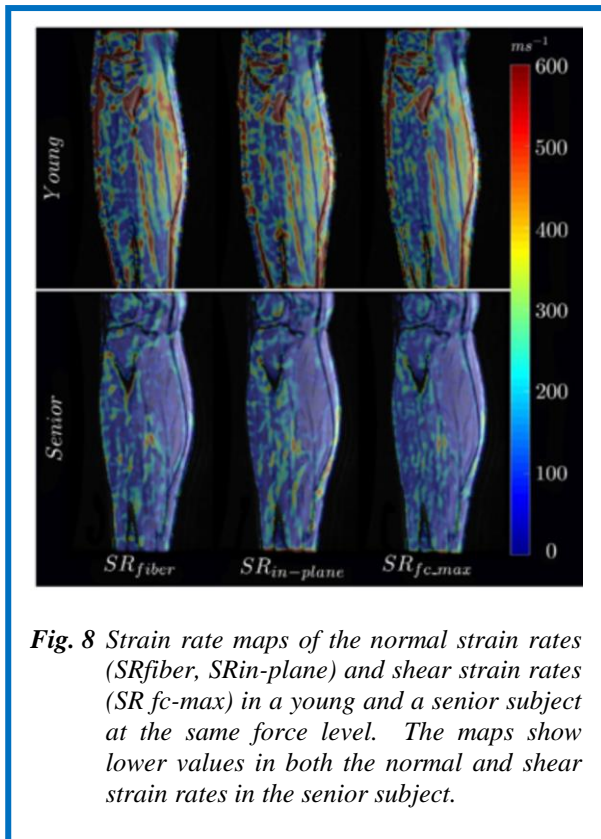 ms⁻¹
600
Young
500
400
300
Senior
200
100
0
SR_fiber SR_in−plane SR_fc_max
Fig. 8 Strain rate maps of the normal strain rates
(SRfiber, SRin-plane) and shear strain rates
(SR fc-max) in a young and a senior subject
at the same force level. The maps show
lower values in both the normal and shear
strain rates in the senior subject.